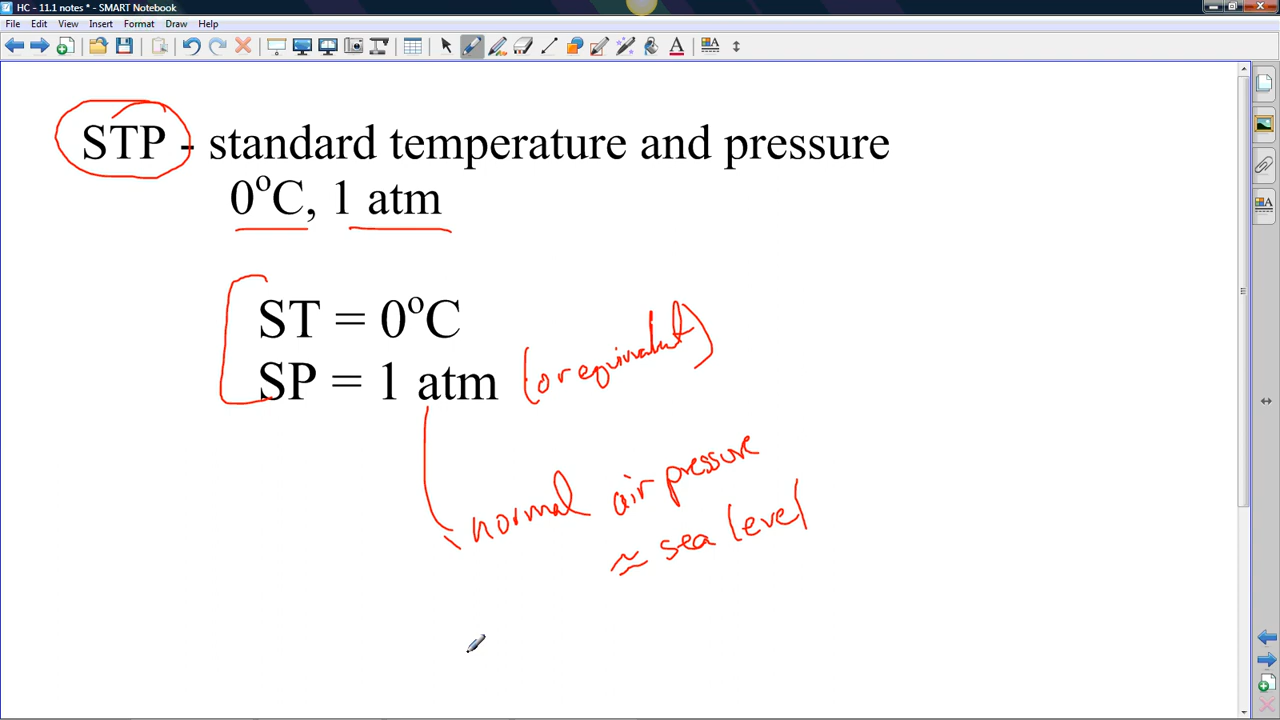 HC - 11.1 notes * - SMART Notebook
File Edit View Insert Format Draw Help
STP - standard temperature and pressure
0°C, 1 atm
ST = 0°C
SP = 1 atm (or equivalent)
normal air pressure
≈ sea level